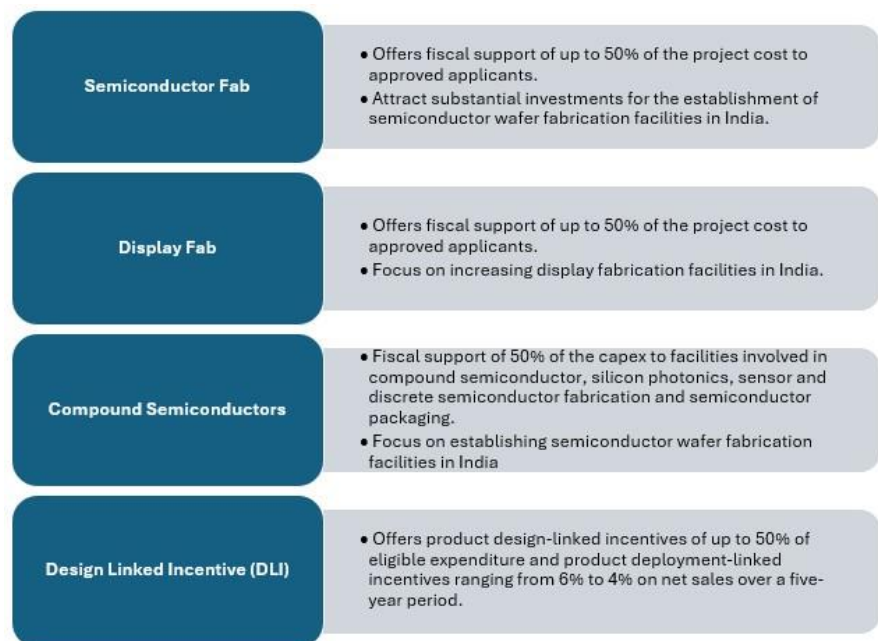 Semiconductor Fab
• Offers fiscal support of up to 50% of the project cost to
approved applicants.
• Attract substantial investments for the establishment of
semiconductor wafer fabrication facilities in India.
Display Fab
• Offers fiscal support of up to 50% of the project cost to
approved applicants.
• Focus on increasing display fabrication facilities in India.
Compound Semiconductors
• Fiscal support of 50% of the capex to facilities involved in
compound semiconductor, silicon photonics, sensor and
discrete semiconductor fabrication and semiconductor
packaging.
• Focus on establishing semiconductor wafer fabrication
facilities in India
Design Linked Incentive (DLI)
• Offers product design-linked incentives of up to 50% of
eligible expenditure and product deployment-linked
incentives ranging from 6% to 4% on net sales over a five-
year period.